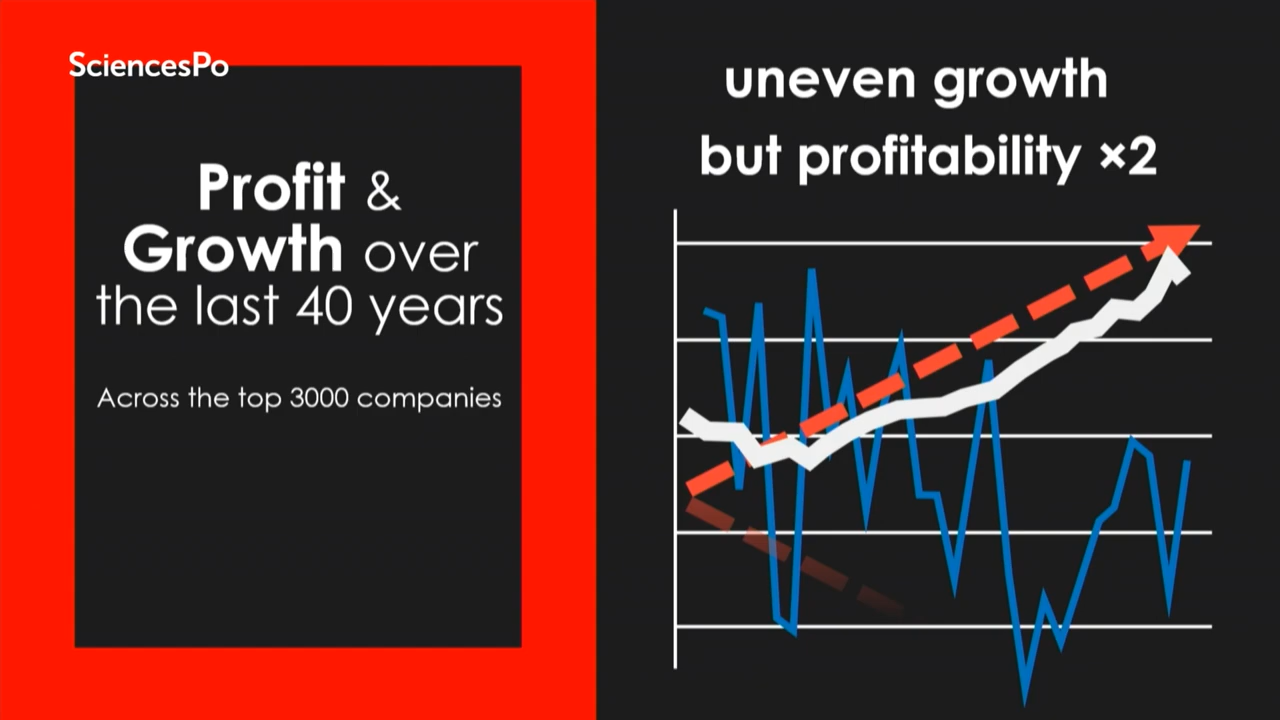 SciencesPo
Profit &
Growth over
the last 40 years
Across the top 3000 companies
uneven growth
but profitability ×2